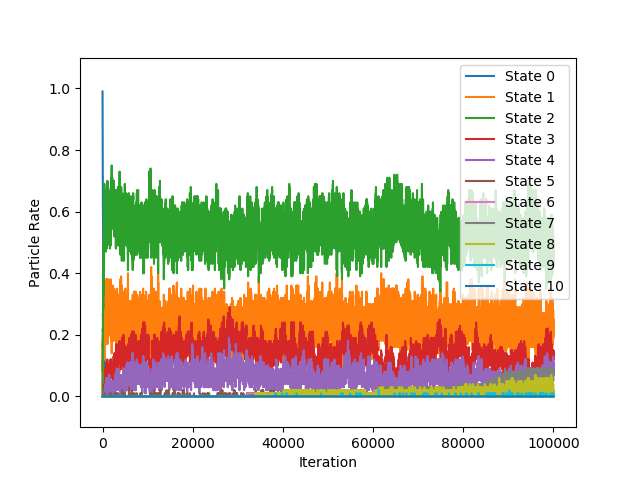 1.0
0.8
0.6
0.4
0.2
0.0
Particle Rate
0
20000
40000
60000
80000
100000
Iteration
State 0
State 1
State 2
State 3
State 4
State 5
State 6
State 7
State 8
State 9
State 10